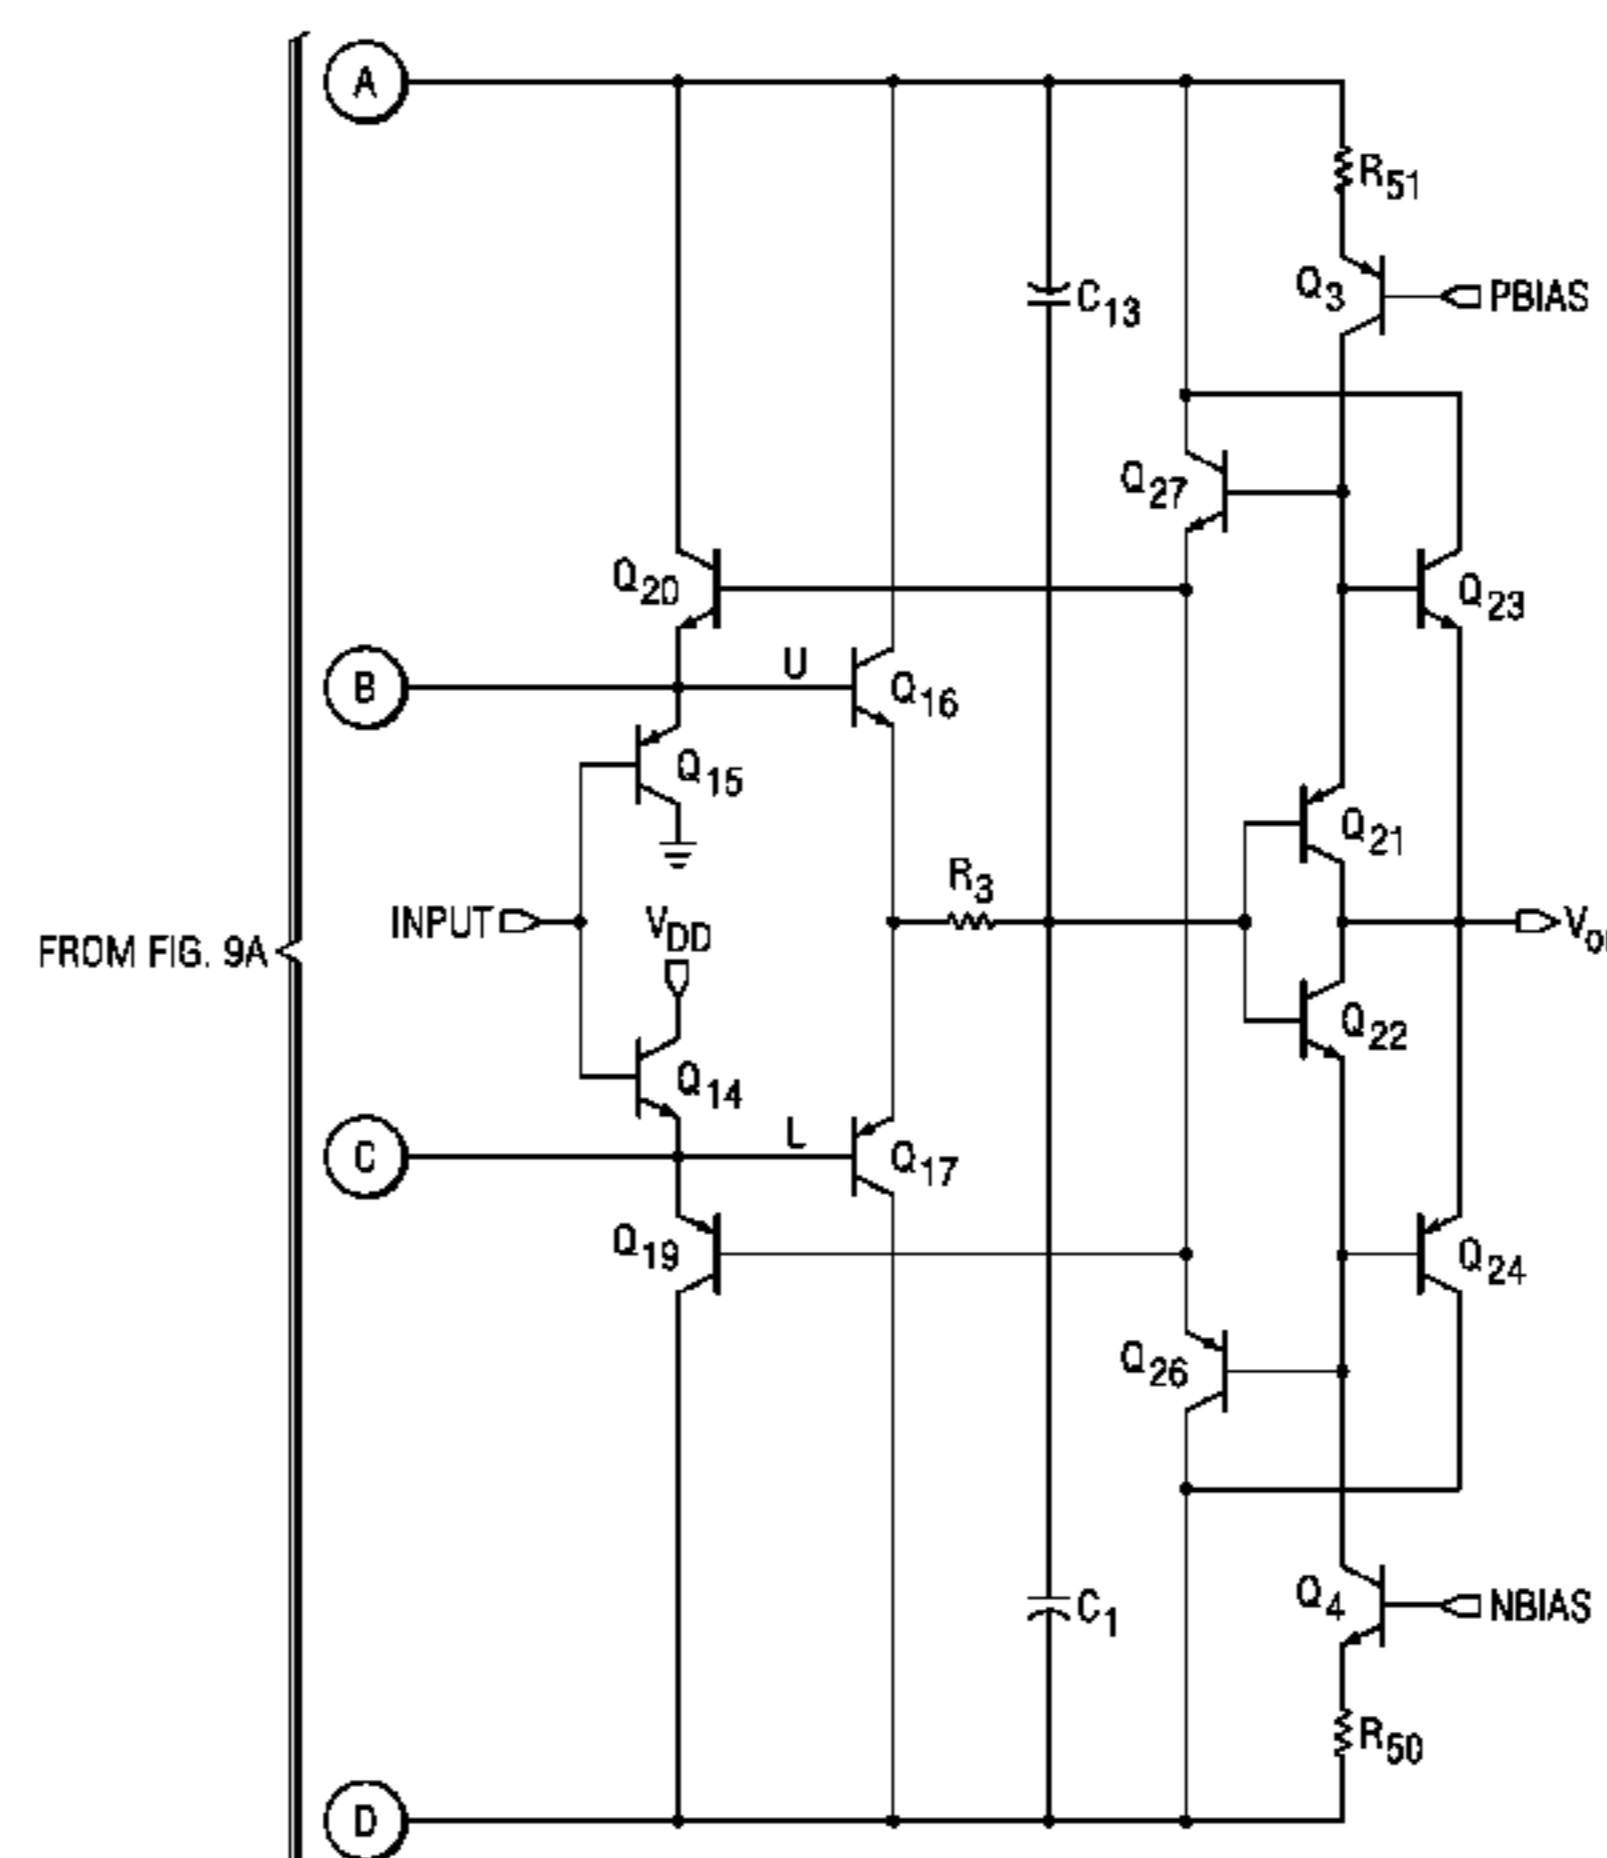 A
R51
Q3
PBIAS
C13
Q27
Q20
Q23
B
U
Q16
Q15
Q21
R3
INPUT
VDD
FROM FIG. 9A
Q22
Q14
C
L
Q17
Q19
Q24
Q26
Q4
NBIAS
C1
R50
D